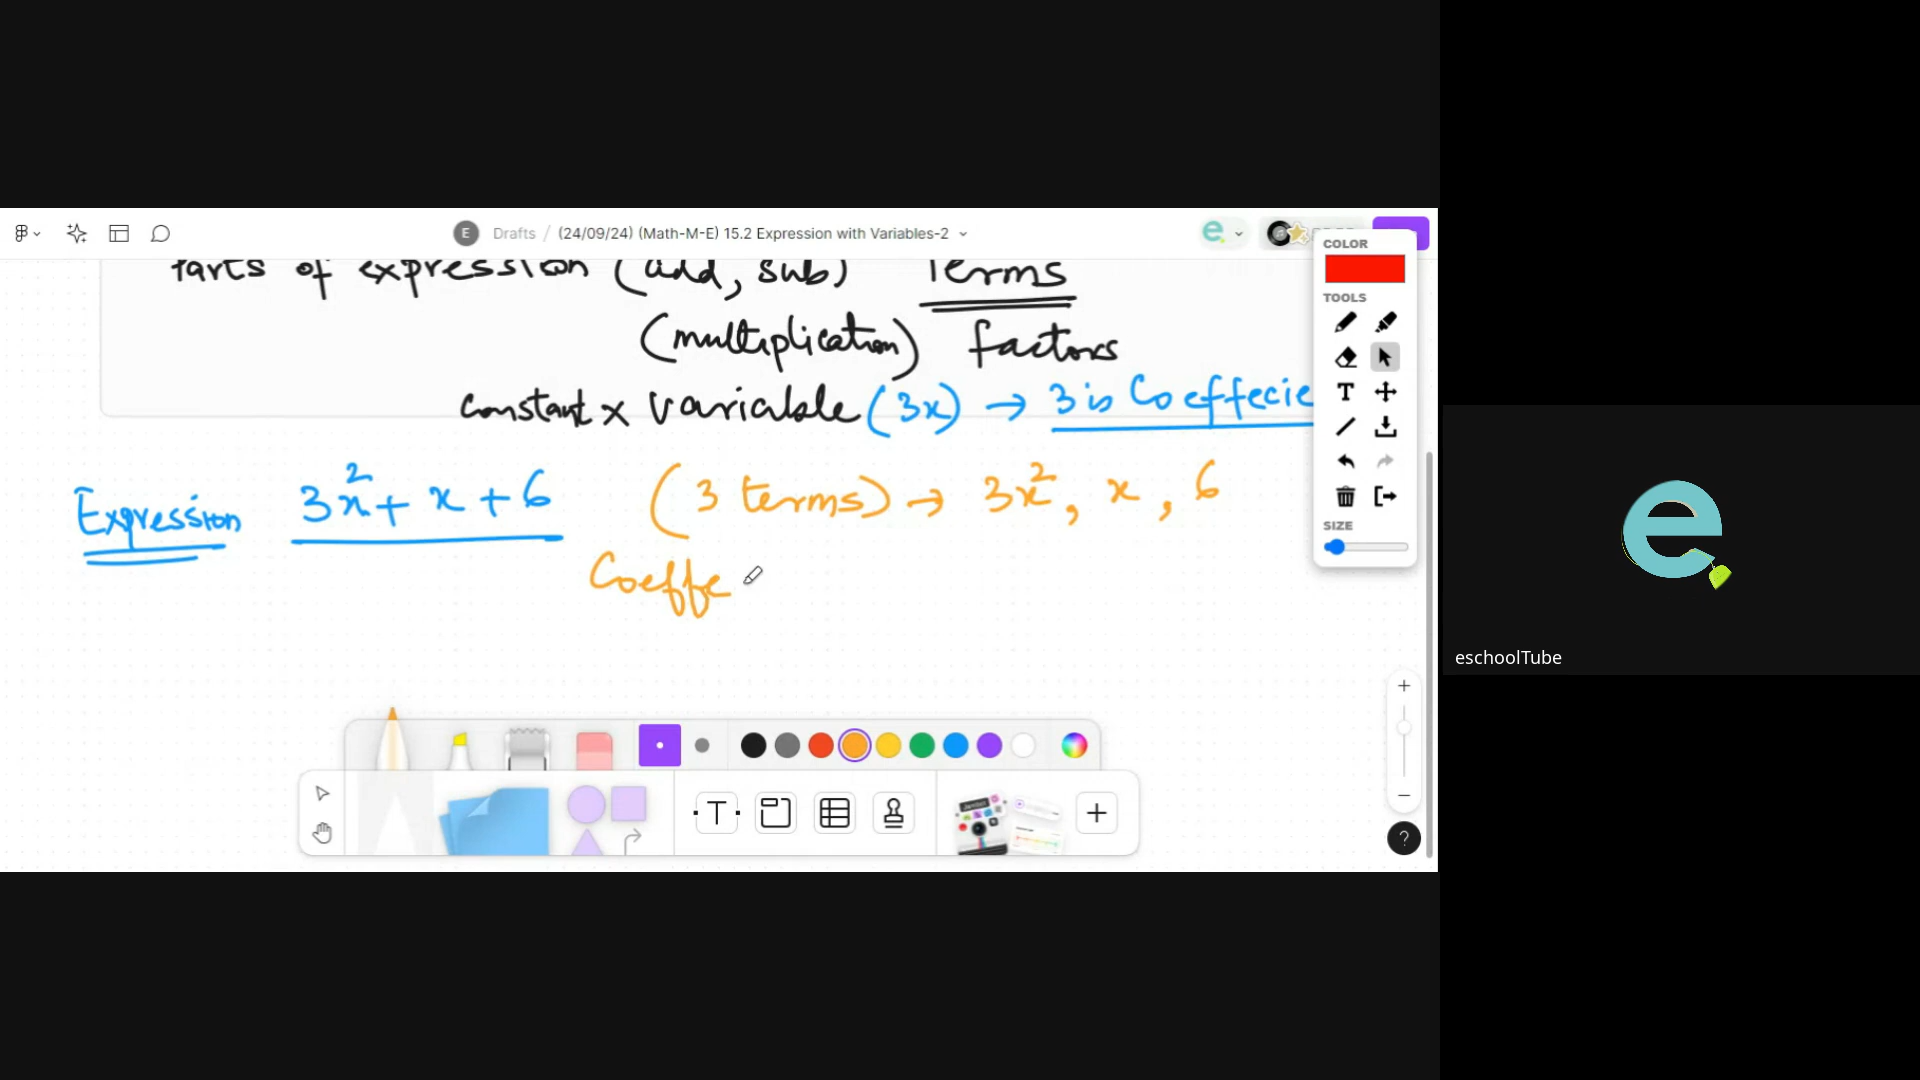 E Drafts / (24/09/24) (Math-M-E) 15.2 Expression with Variables-2
Parts of expression (add, sub) Terms
(multiplication) factors
constant x variable (3x) → 3 is Coeffecie
Expression 3x² + x + 6 (3 terms) → 3x², x, 6
Coeffe
COLOR
TOOLS
T
SIZE
T
+
−
?
+
e
eschoolTube